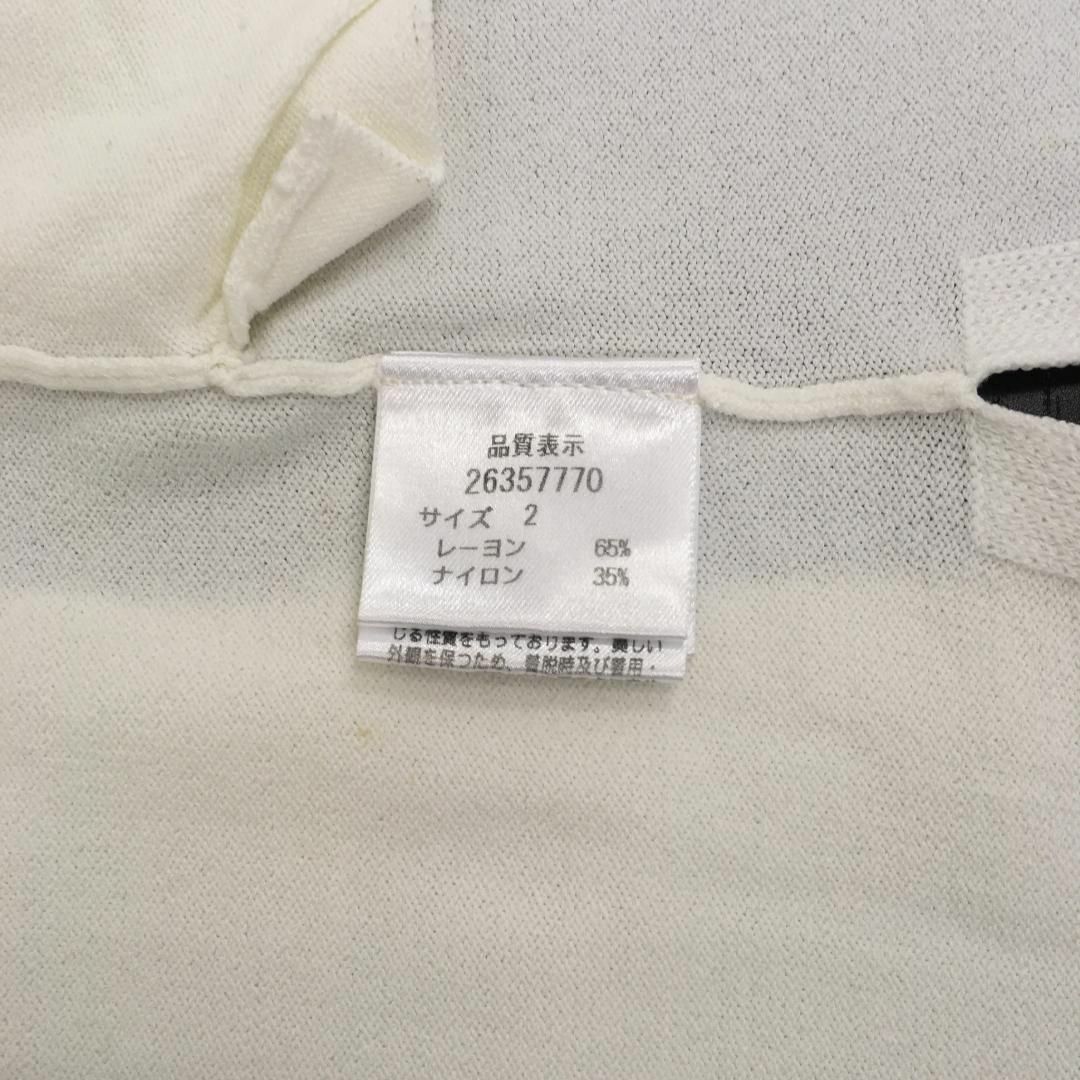 品質表示
26357770
サイズ 2
レーヨン 65%
ナイロン 35%
じる性質をもっております。美しい
外観を保つため、着脱時及び着用・